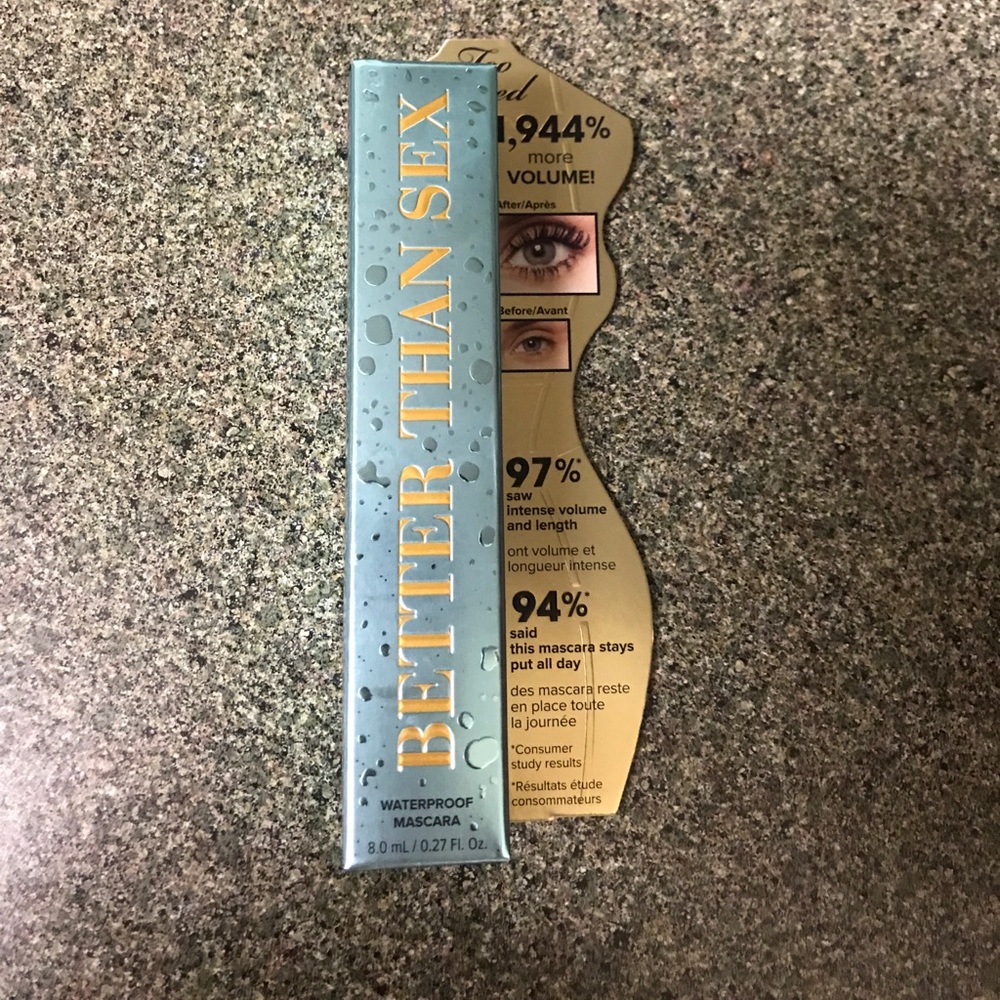 BETTER THAN SEX
WATERPROOF
MASCARA
8.0 mL / 0.27 Fl. Oz.
1,944%
more
VOLUME!
After/Après
Before/Avant
97%*
saw
intense volume
and length
ont volume et
longueur intense
94%*
said
this mascara stays
put all day
des mascara reste
en place toute
la journée
*Consumer
study results
*Résultats étude
consommateurs